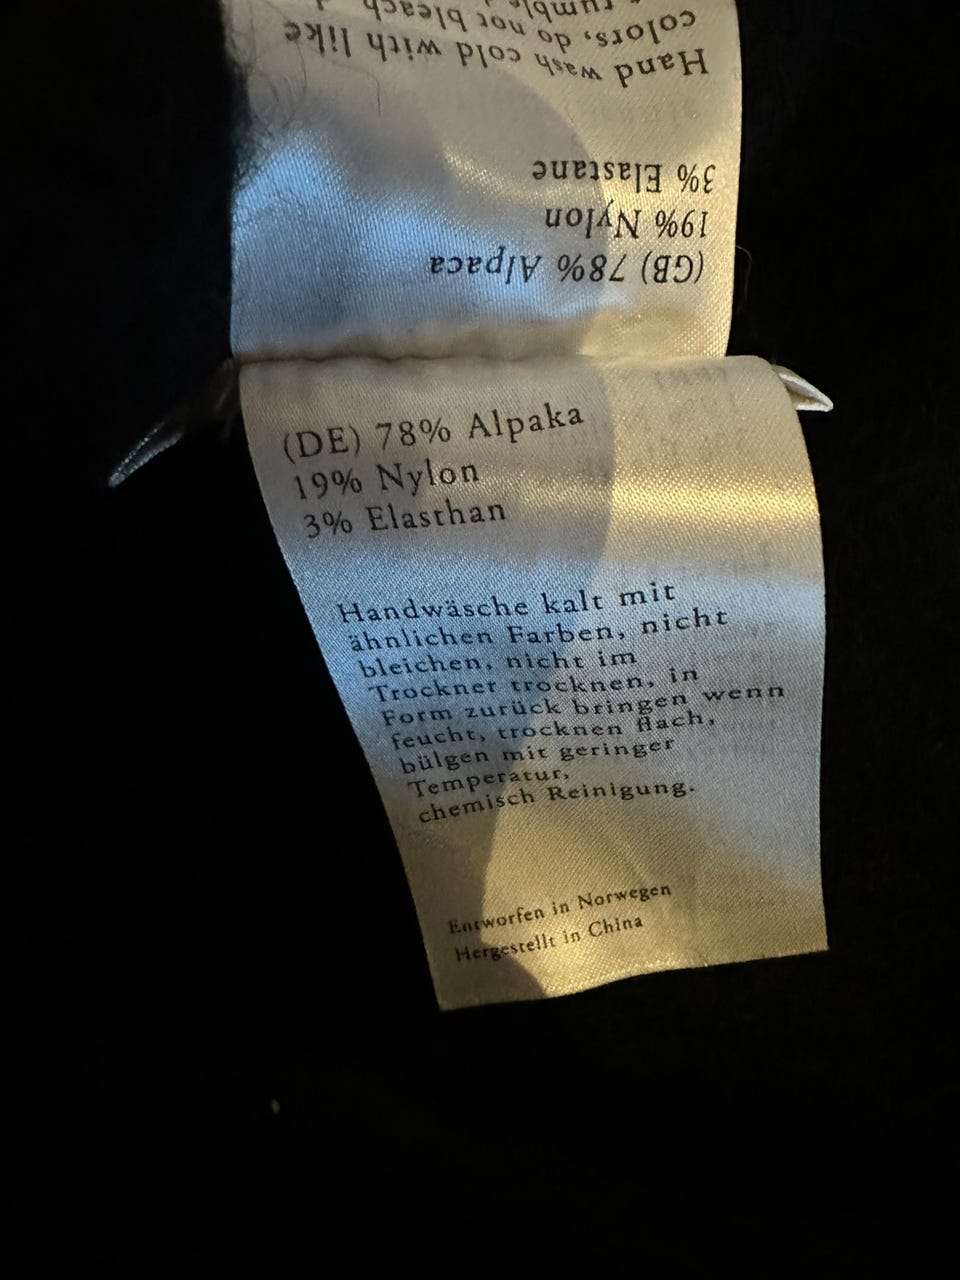 Hand wash cold with like
colors, do not bleach
tumble
(GB) 78% Alpaca
19% Nylon
3% Elastane
(DE) 78% Alpaka
19% Nylon
3% Elasthan
Handwäsche kalt mit
ähnlichen Farben, nicht
bleichen, nicht im
Trockner trocknen, in
Form zurück bringen wenn
feucht, trocknen flach,
bülgen mit geringer
Temperatur,
chemisch Reinigung.
Entworfen in Norwegen
Hergestellt in China